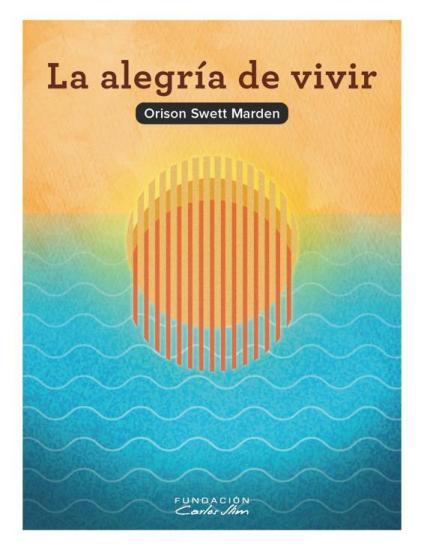 La alegría de vivir
Orison Swett Marden
FUNDACIÓN
Carlos Slim